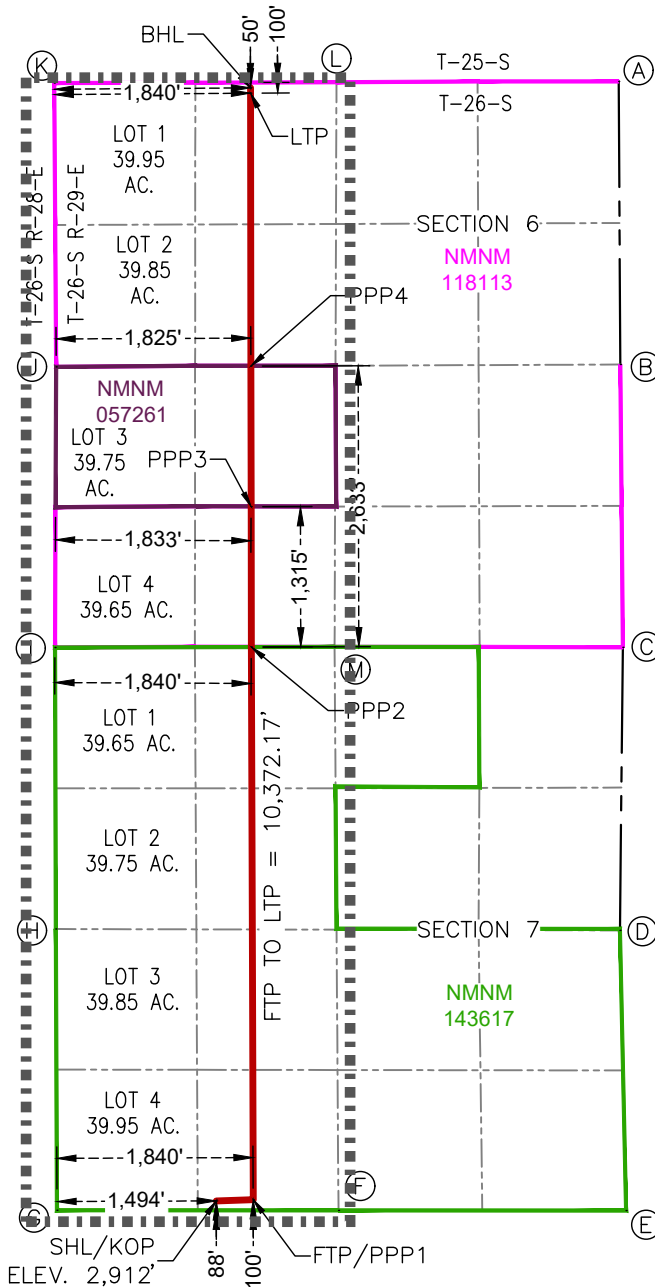 BHL
50'
100'
K
L
T-25-S
A
T-26-S
1,840'
LTP
LOT 1
39.95
AC.
T-26-S R-28-E
T-26-S R-29-E
SECTION 6
NMNM
118113
LOT 2
39.85
AC.
PPP4
1,825'
J
B
NMNM
057261
LOT 3
39.75
AC.
PPP3
2,633'
1,833'
1,315'
LOT 4
39.65 AC.
I
C
M
1,840'
PPP2
LOT 1
39.65 AC.
FTP TO LTP = 10,372.17'
LOT 2
39.75 AC.
H
SECTION 7
D
LOT 3
39.85 AC.
NMNM
143617
LOT 4
39.95 AC.
1,840'
1,494'
F
G
E
SHL/KOP
ELEV. 2,912'
88'
100'
FTP/PPP1